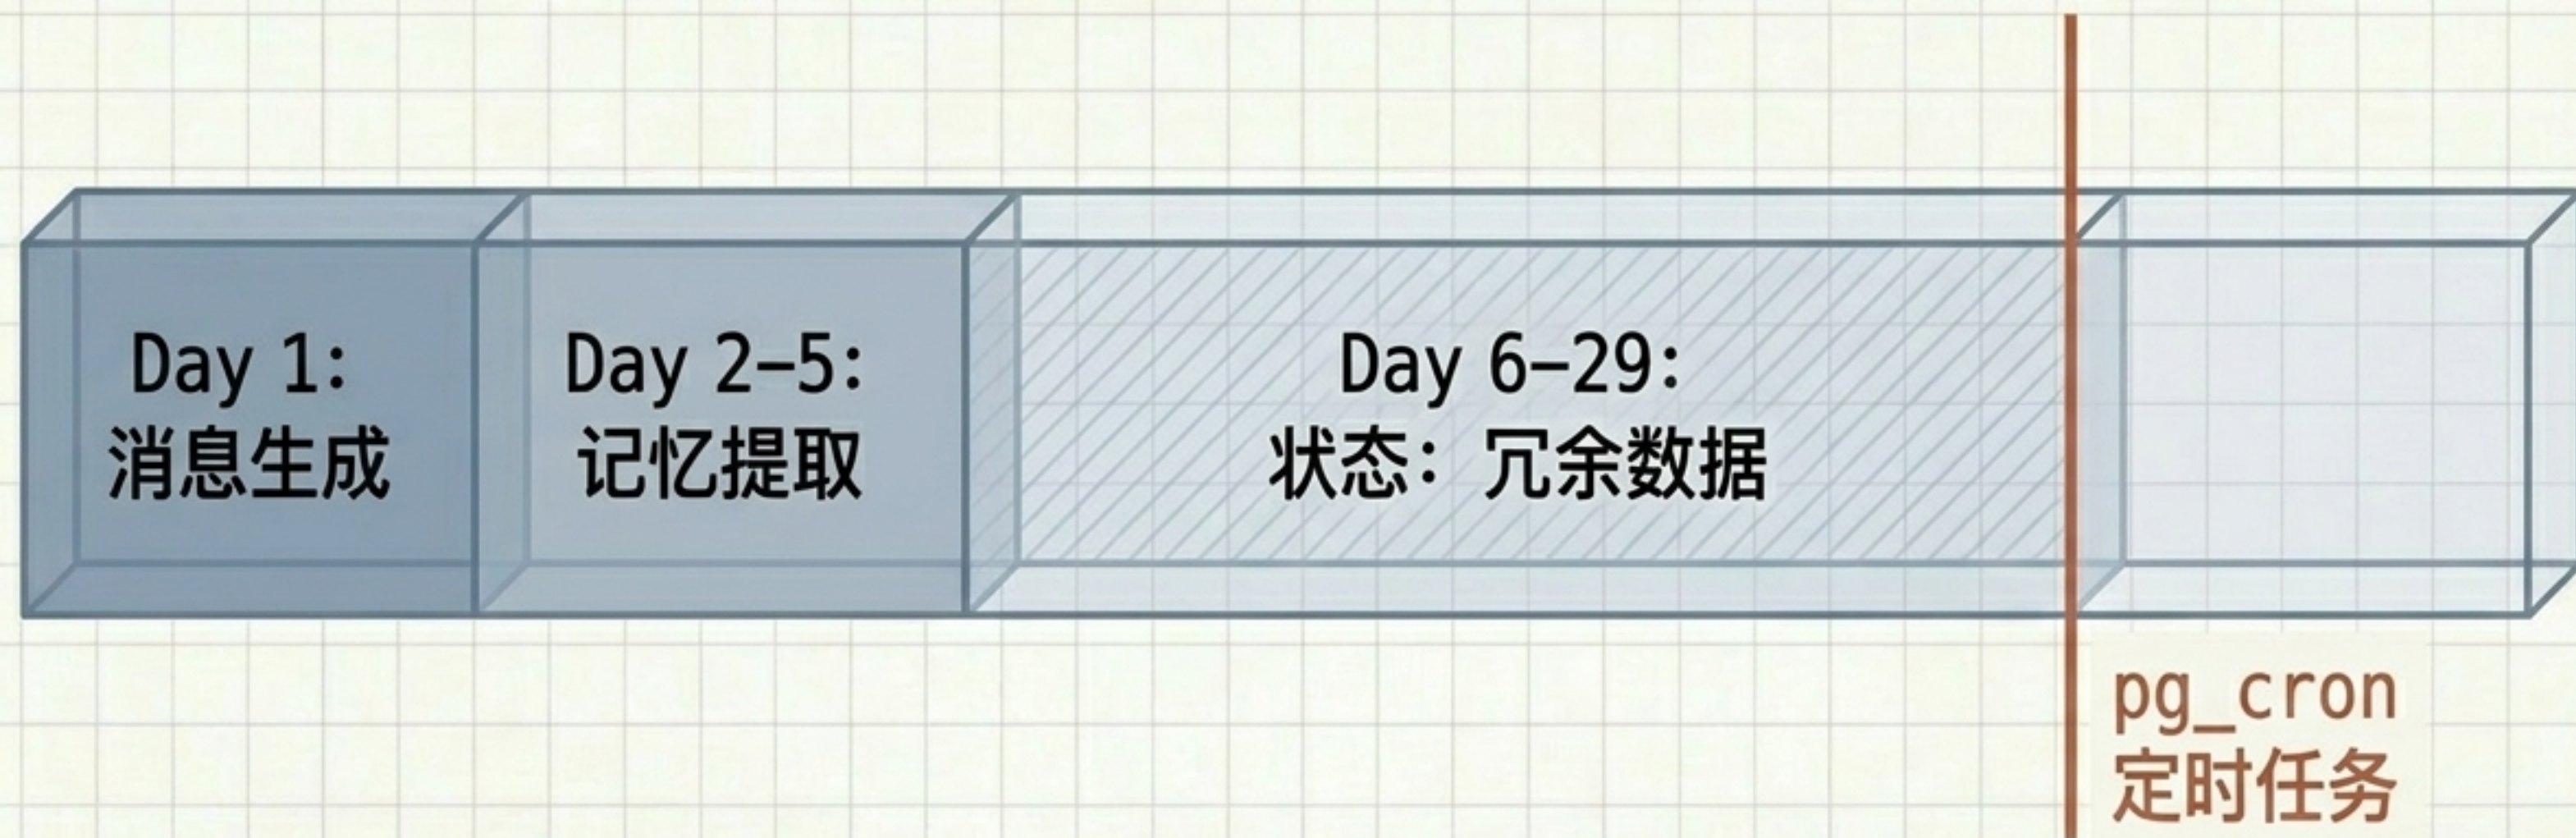 Day 1:
消息生成
Day 2–5:
记忆提取
Day 6–29:
状态：冗余数据
pg_cron
定时任务